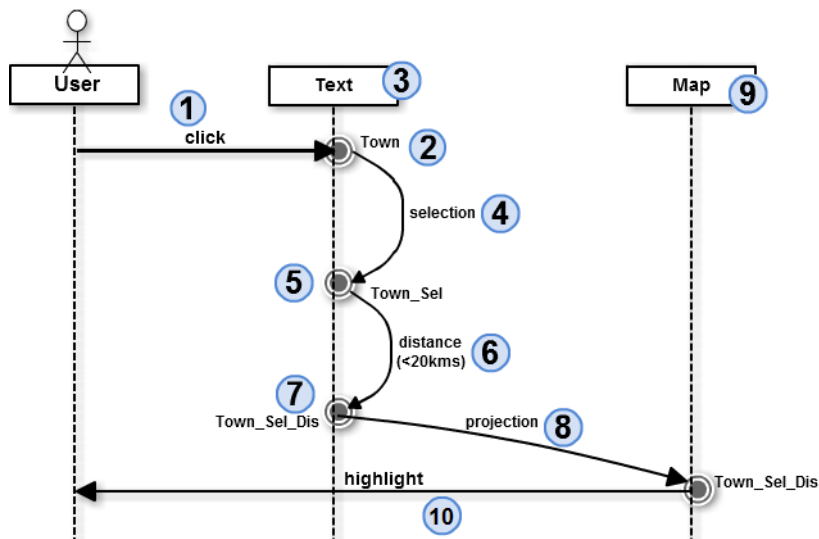 User
Text
3
Map
9
1
click
Town
2
selection
4
5
Town_Sel
distance
(<20kms)
6
7
Town_Sel_Dis
projection
8
highlight
Town_Sel_Dis
10